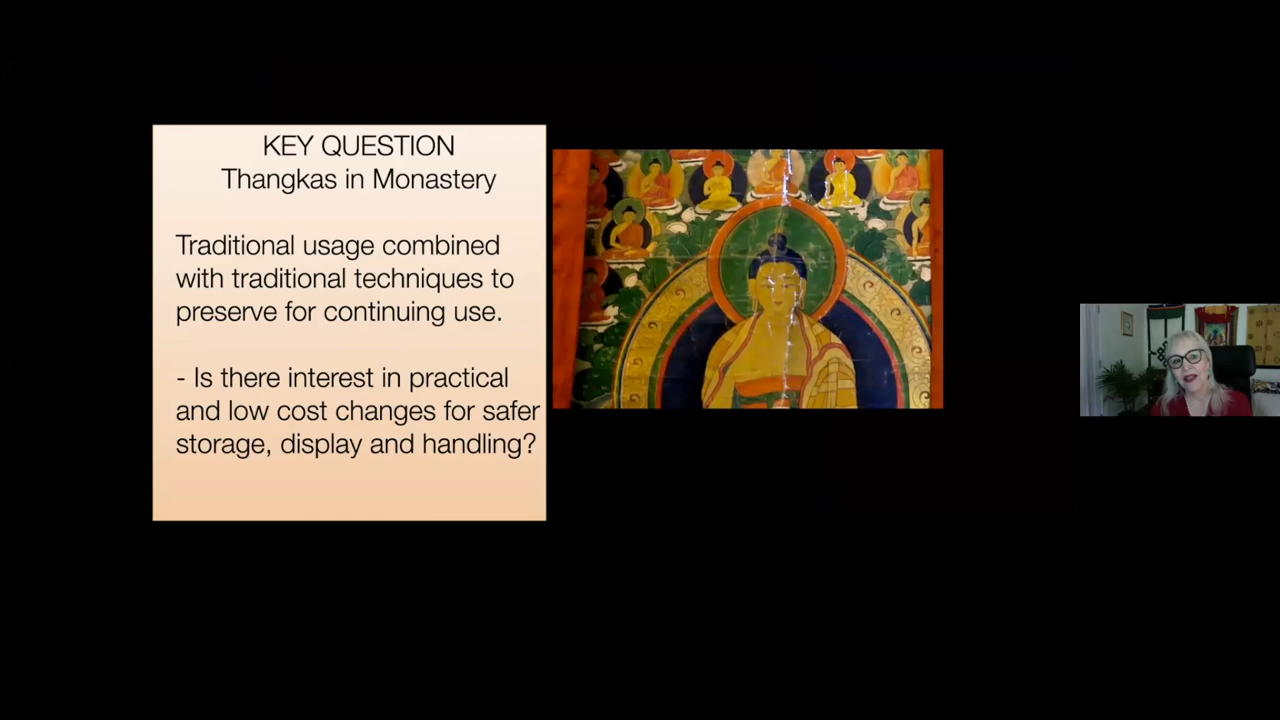 KEY QUESTION
Thangkas in Monastery
Traditional usage combined
with traditional techniques to
preserve for continuing use.
- Is there interest in practical
and low cost changes for safer
storage, display and handling?